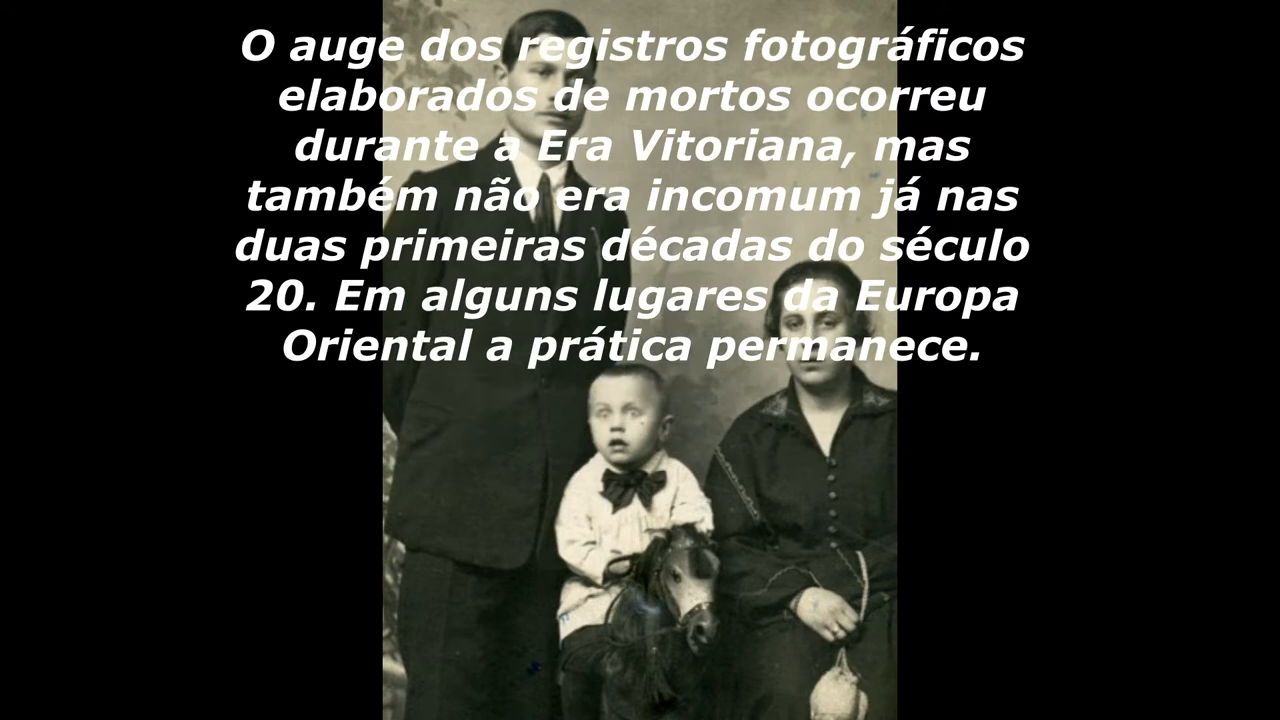 O auge dos registros fotográficos
elaborados de mortos ocorreu
durante a Era Vitoriana, mas
também não era incomum já nas
duas primeiras décadas do século
20. Em alguns lugares da Europa
Oriental a prática permanece.